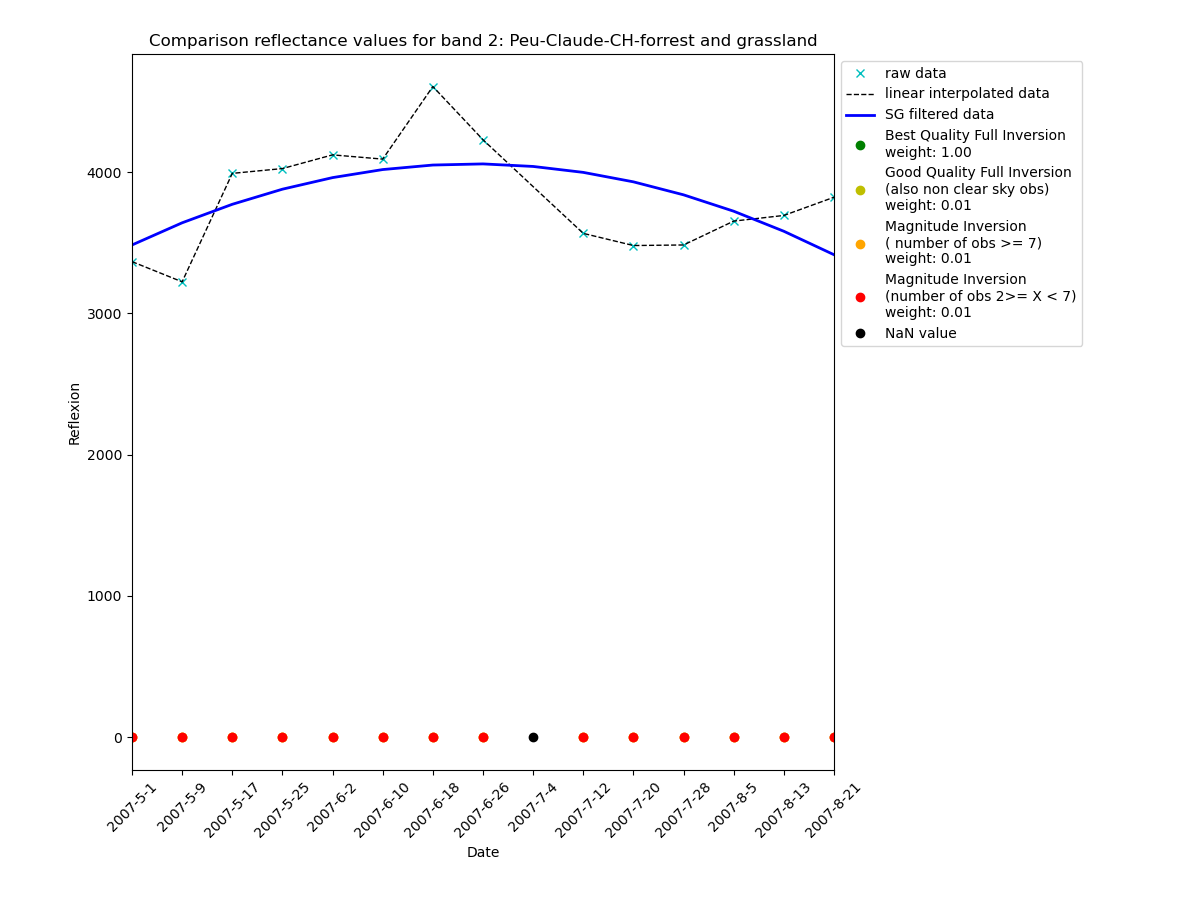 Comparison reflectance values for band 2: Peu-Claude-CH-forrest and grassland
raw data
linear interpolated data
SG filtered data
Best Quality Full Inversion
weight: 1.00
Good Quality Full Inversion
(also non clear sky obs)
weight: 0.01
Magnitude Inversion
( number of obs >= 7)
weight: 0.01
Magnitude Inversion
(number of obs 2>= X < 7)
weight: 0.01
NaN value
Reflexion
4000
3000
2000
1000
0
2007-5-1
2007-5-9
2007-5-17
2007-5-25
2007-6-2
2007-6-10
2007-6-18
2007-6-26
2007-7-4
2007-7-12
2007-7-20
2007-7-28
2007-8-5
2007-8-13
2007-8-21
Date